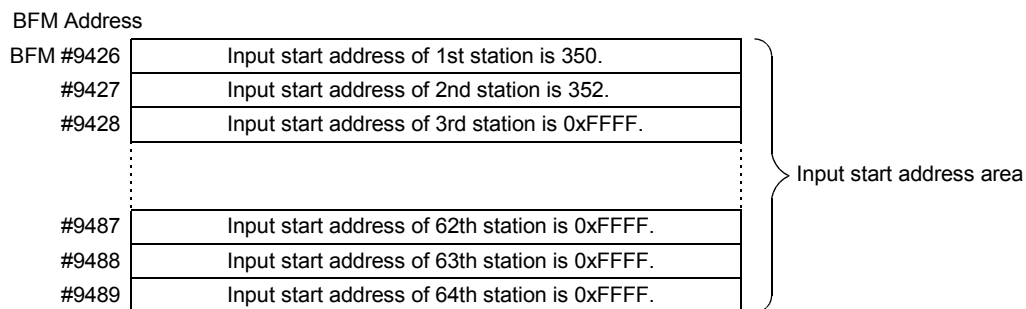 BFM Address
BFM #9426 Input start address of 1st station is 350.
#9427 Input start address of 2nd station is 352.
#9428 Input start address of 3rd station is 0xFFFF.
Input start address area
#9487 Input start address of 62th station is 0xFFFF.
#9488 Input start address of 63th station is 0xFFFF.
#9489 Input start address of 64th station is 0xFFFF.